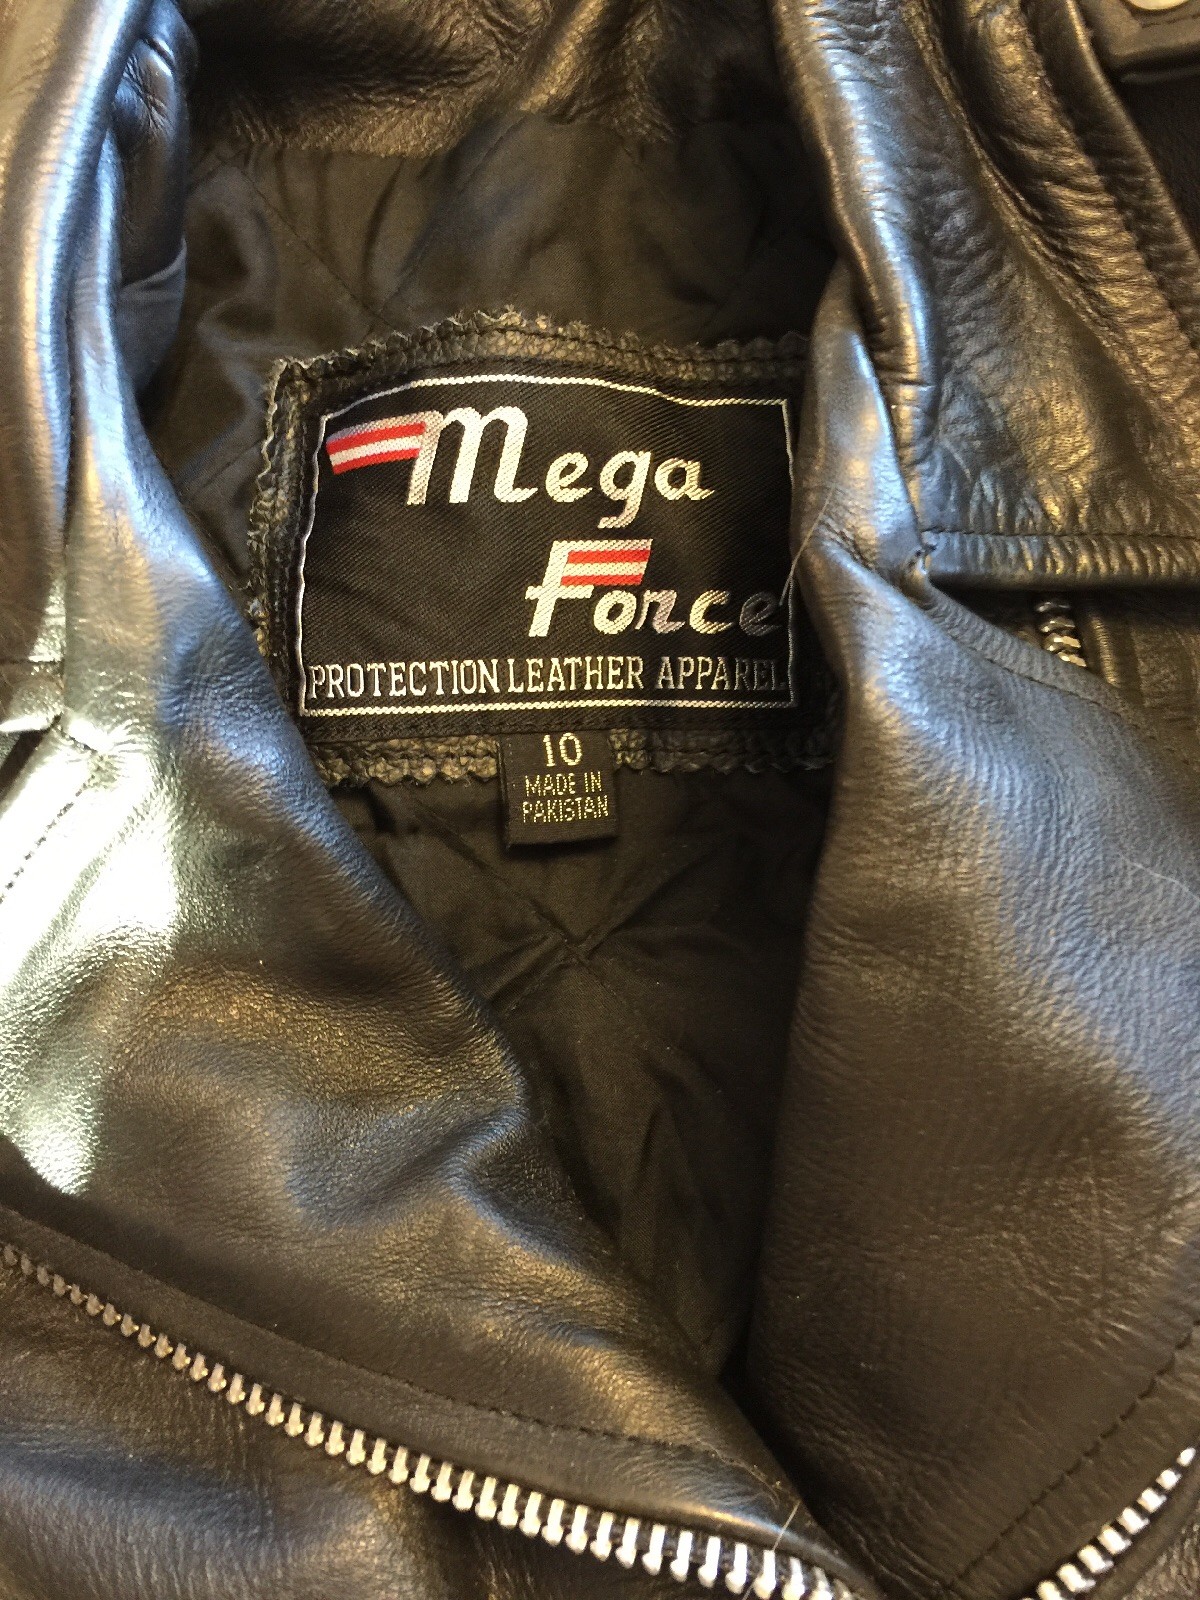 Mega
Force
PROTECTION LEATHER APPAREL
10
MADE IN
PAKISTAN